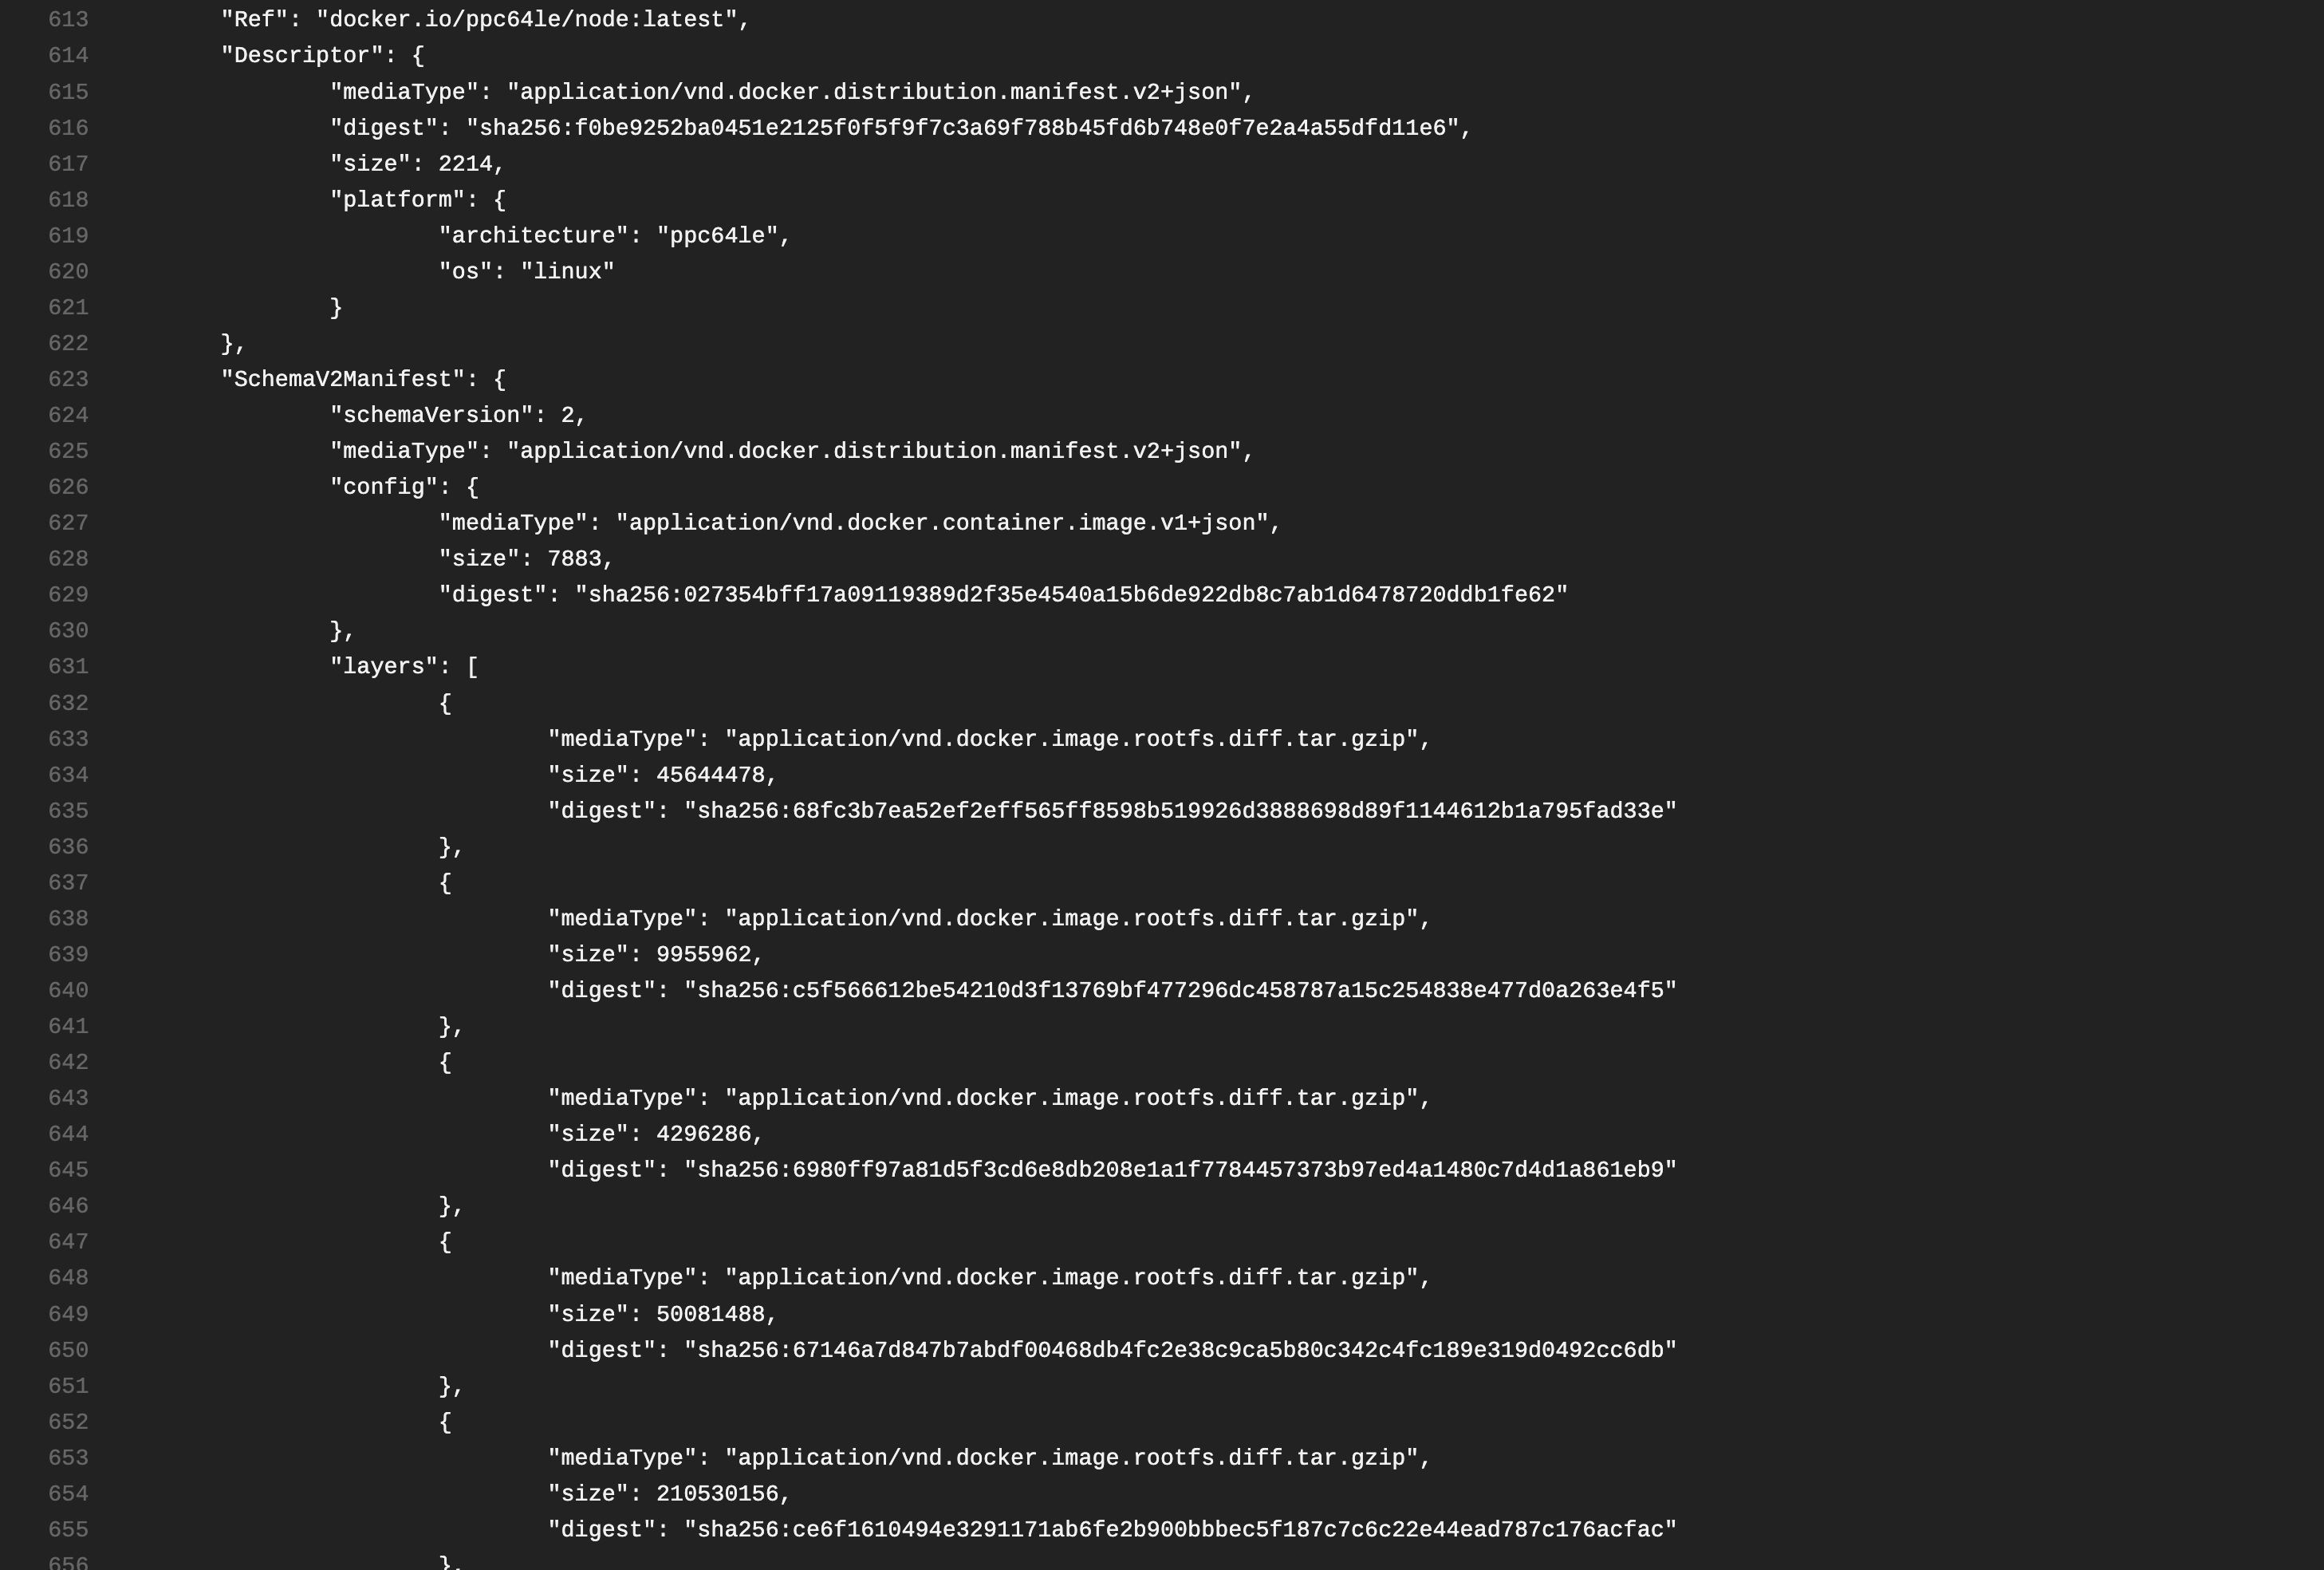 613 "Ref": "docker.io/ppc64le/node:latest",
614 "Descriptor": {
615 "mediaType": "application/vnd.docker.distribution.manifest.v2+json",
616 "digest": "sha256:f0be9252ba0451e2125f0f5f9f7c3a69f788b45fd6b748e0f7e2a4a55dfd11e6",
617 "size": 2214,
618 "platform": {
619 "architecture": "ppc64le",
620 "os": "linux"
621 }
622 },
623 "SchemaV2Manifest": {
624 "schemaVersion": 2,
625 "mediaType": "application/vnd.docker.distribution.manifest.v2+json",
626 "config": {
627 "mediaType": "application/vnd.docker.container.image.v1+json",
628 "size": 7883,
629 "digest": "sha256:027354bff17a09119389d2f35e4540a15b6de922db8c7ab1d6478720ddb1fe62"
630 },
631 "layers": [
632 {
633 "mediaType": "application/vnd.docker.image.rootfs.diff.tar.gzip",
634 "size": 45644478,
635 "digest": "sha256:68fc3b7ea52ef2eff565ff8598b519926d3888698d89f1144612b1a795fad33e"
636 },
637 {
638 "mediaType": "application/vnd.docker.image.rootfs.diff.tar.gzip",
639 "size": 9955962,
640 "digest": "sha256:c5f566612be54210d3f13769bf477296dc458787a15c254838e477d0a263e4f5"
641 },
642 {
643 "mediaType": "application/vnd.docker.image.rootfs.diff.tar.gzip",
644 "size": 4296286,
645 "digest": "sha256:6980ff97a81d5f3cd6e8db208e1a1f7784457373b97ed4a1480c7d4d1a861eb9"
646 },
647 {
648 "mediaType": "application/vnd.docker.image.rootfs.diff.tar.gzip",
649 "size": 50081488,
650 "digest": "sha256:67146a7d847b7abdf00468db4fc2e38c9ca5b80c342c4fc189e319d0492cc6db"
651 },
652 {
653 "mediaType": "application/vnd.docker.image.rootfs.diff.tar.gzip",
654 "size": 210530156,
655 "digest": "sha256:ce6f1610494e3291171ab6fe2b900bbbec5f187c7c6c22e44ead787c176acfac"
656 },